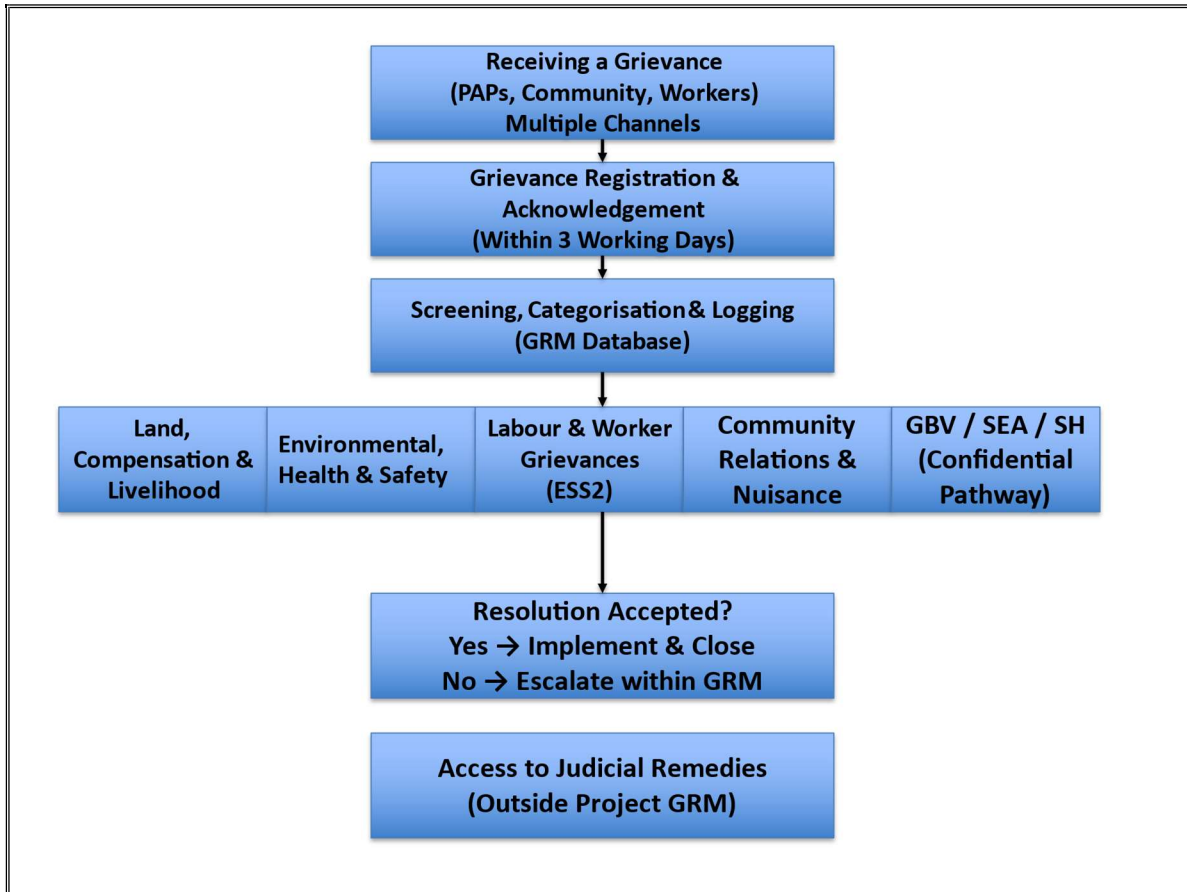 Receiving a Grievance
(PAPs, Community, Workers)
Multiple Channels
Grievance Registration &
Acknowledgement
(Within 3 Working Days)
Screening, Categorisation & Logging
(GRM Database)
Land,
Compensation &
Livelihood
Environmental,
Health & Safety
Labour & Worker
Grievances
(ESS2)
Community
Relations &
Nuisance
GBV / SEA / SH
(Confidential
Pathway)
Resolution Accepted?
Yes → Implement & Close
No → Escalate within GRM
Access to Judicial Remedies
(Outside Project GRM)